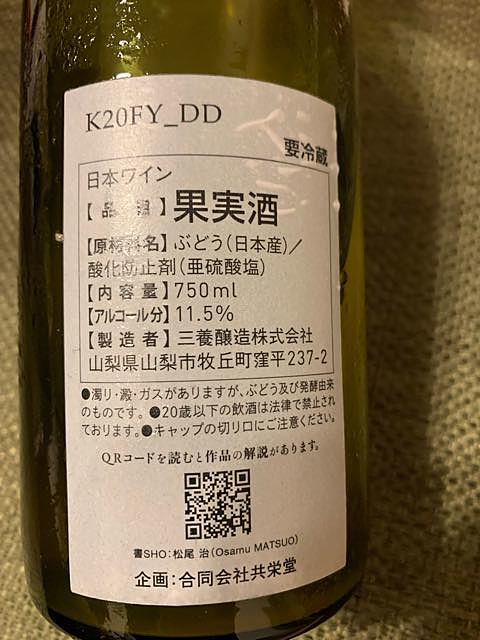 K20FY_DD
要冷蔵
日本ワイン
【品 目】果実酒
【原材料名】ぶどう(日本産)/
酸化防止剤(亜硫酸塩)
【内容量】750ml
【アルコール分】11.5%
【製造者】三養醸造株式会社
山梨県山梨市牧丘町窪平237-2
●濁り・澱・ガスがありますが、ぶどう及び発酵由来
のものです。●20歳以下の飲酒は法律で禁止され
ております。●キャップの切り口にご注意ください。
QRコードを読むと作品の解説があります。
書SHO:松尾 治(Osamu MATSUO)
企画:合同会社共栄堂